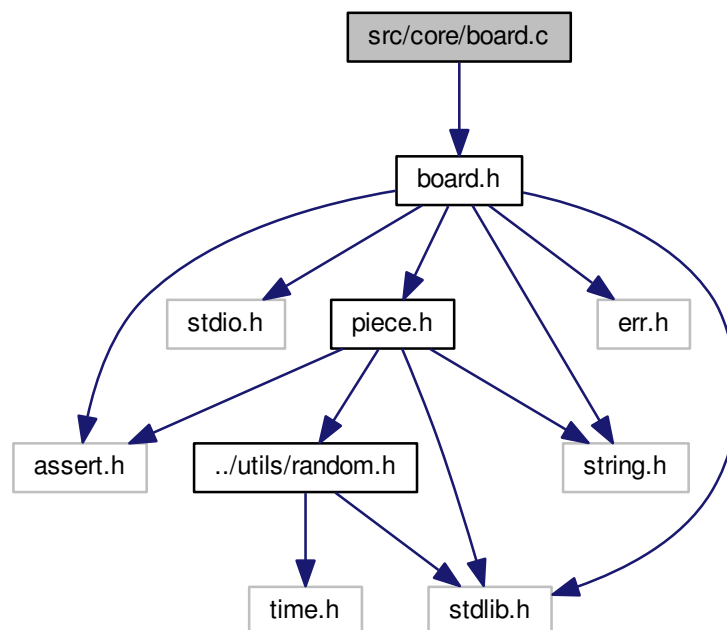 src/core/board.c
board.h
stdio.h
piece.h
err.h
assert.h
../utils/random.h
string.h
time.h
stdlib.h